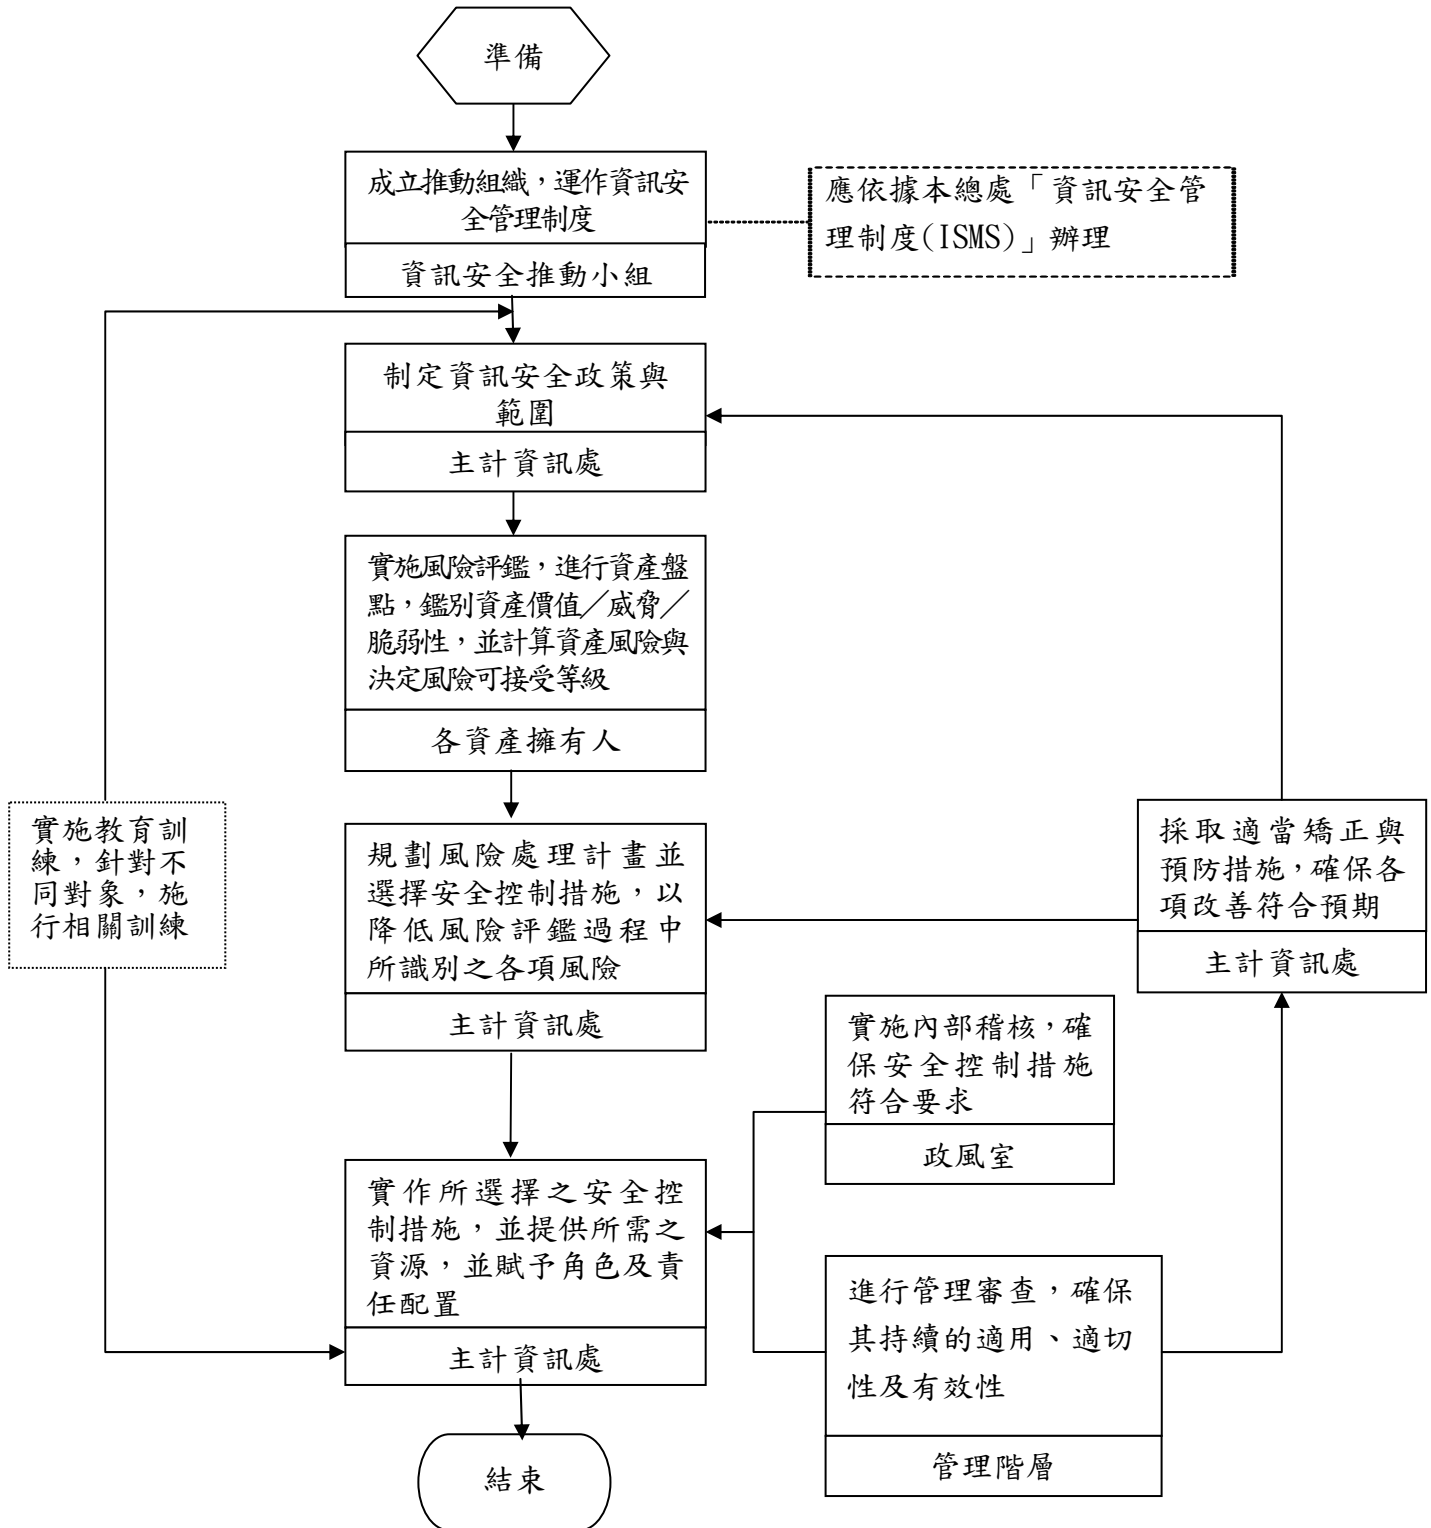 準備
成立推動組織，運作資訊安
全管理制度
資訊安全推動小組
應依據本總處「資訊安全管
理制度(ISMS)」辦理
制定資訊安全政策與
範圍
主計資訊處
實施風險評鑑，進行資產盤
點，鑑別資產價值／威脅／
脆弱性，並計算資產風險與
決定風險可接受等級
各資產擁有人
實施教育訓
練，針對不
同對象，施
行相關訓練
規劃風險處理計畫並
選擇安全控制措施，以
降低風險評鑑過程中
所識別之各項風險
主計資訊處
採取適當矯正與
預防措施，確保各
項改善符合預期
主計資訊處
實施內部稽核，確
保安全控制措施
符合要求
政風室
實作所選擇之安全控
制措施，並提供所需之
資源，並賦予角色及責
任配置
主計資訊處
進行管理審查，確保
其持續的適用、適切
性及有效性
管理階層
結束